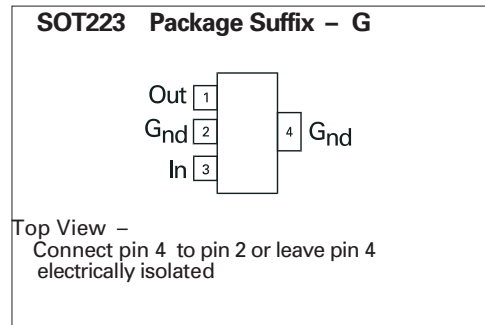 SOT223 Package Suffix – G
Out 1
Gnd 2
4 Gnd
In 3
Top View –
Connect pin 4 to pin 2 or leave pin 4
electrically isolated